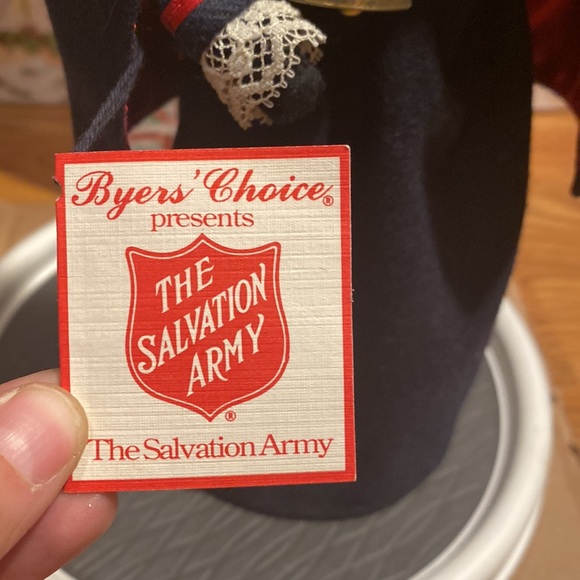 Byers' Choice®
presents
THE
SALVATION
ARMY
®
The Salvation Army